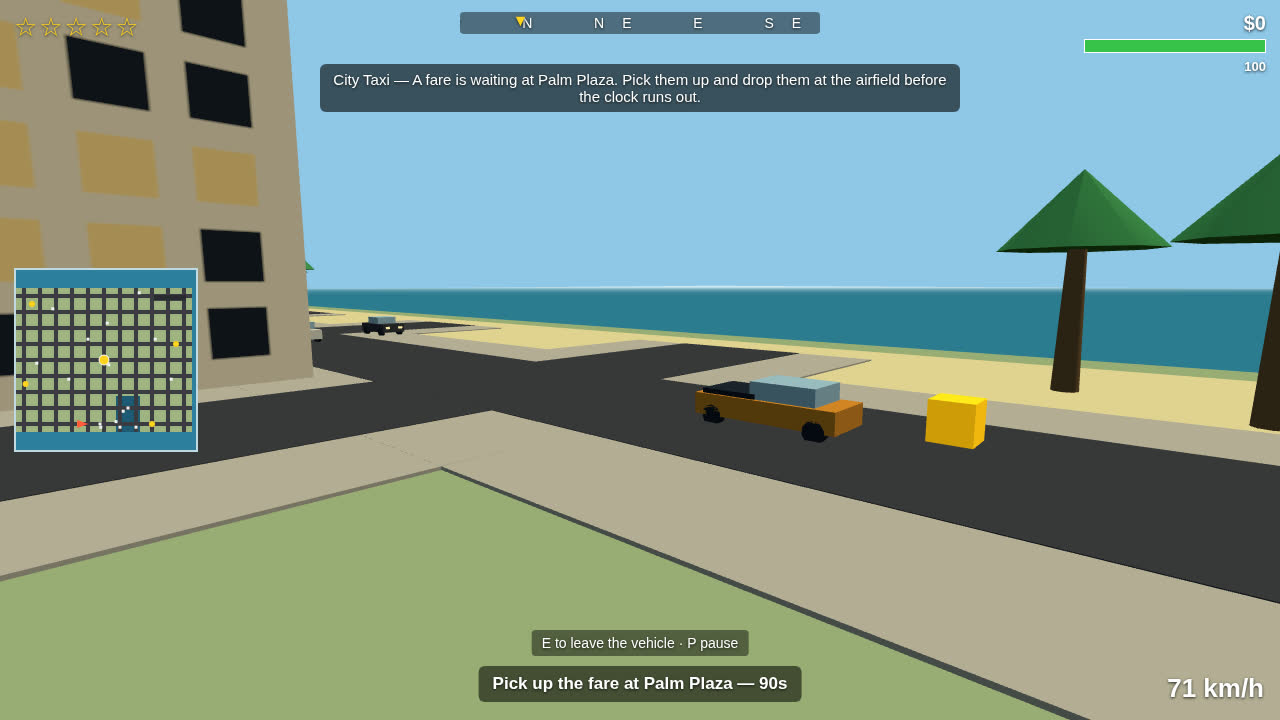 N NE E SE
$0
100
City Taxi — A fare is waiting at Palm Plaza. Pick them up and drop them at the airfield before
the clock runs out.
E to leave the vehicle · P pause
Pick up the fare at Palm Plaza — 90s
71 km/h